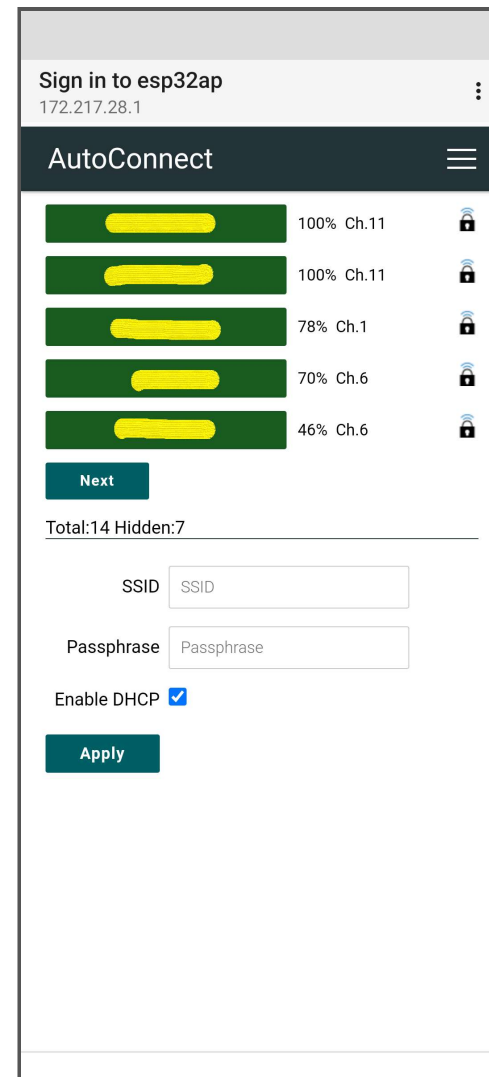 Sign in to esp32ap
172.217.28.1
AutoConnect
100% Ch.11
100% Ch.11
78% Ch.1
70% Ch.6
46% Ch.6
Next
Total:14 Hidden:7
SSID SSID
Passphrase Passphrase
Enable DHCP
Apply